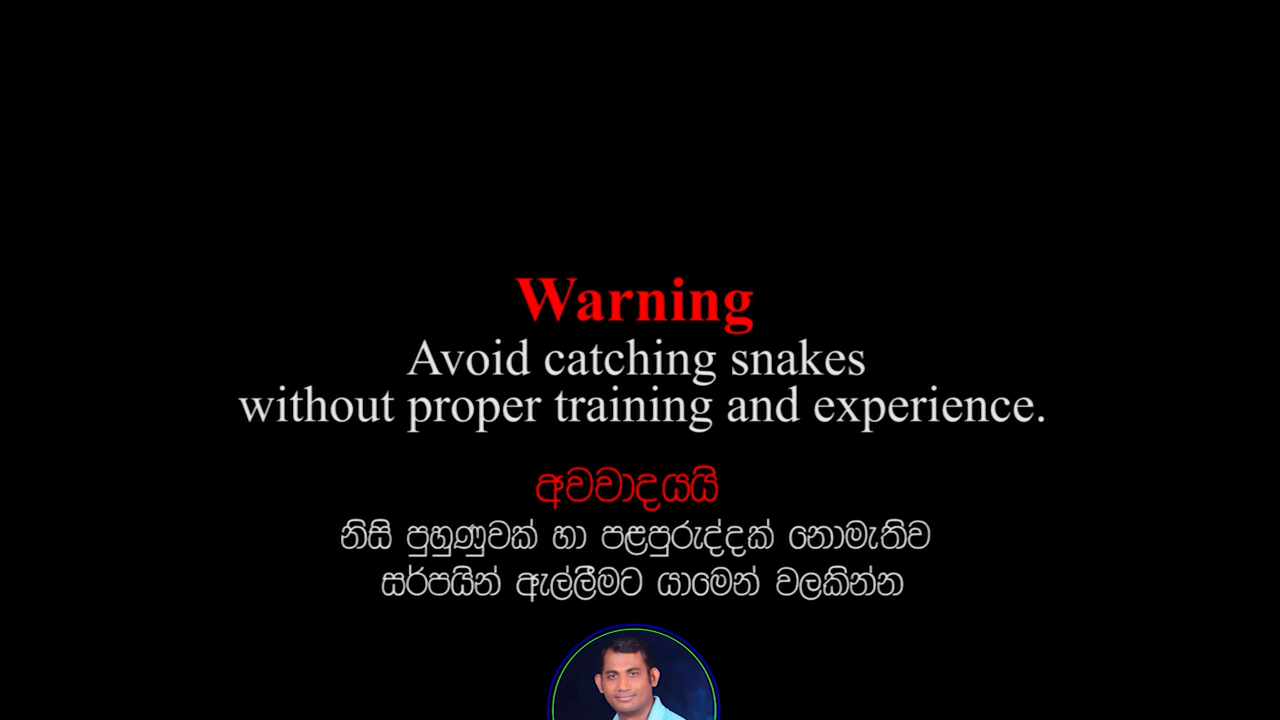 Warning
Avoid catching snakes
without proper training and experience.
අවවාදයයි
නිසි පුහුණුවක් හා පළපුරුද්දක් නොමැතිව
සර්පයින් ඇල්ලීමට යාමෙන් වලකින්න